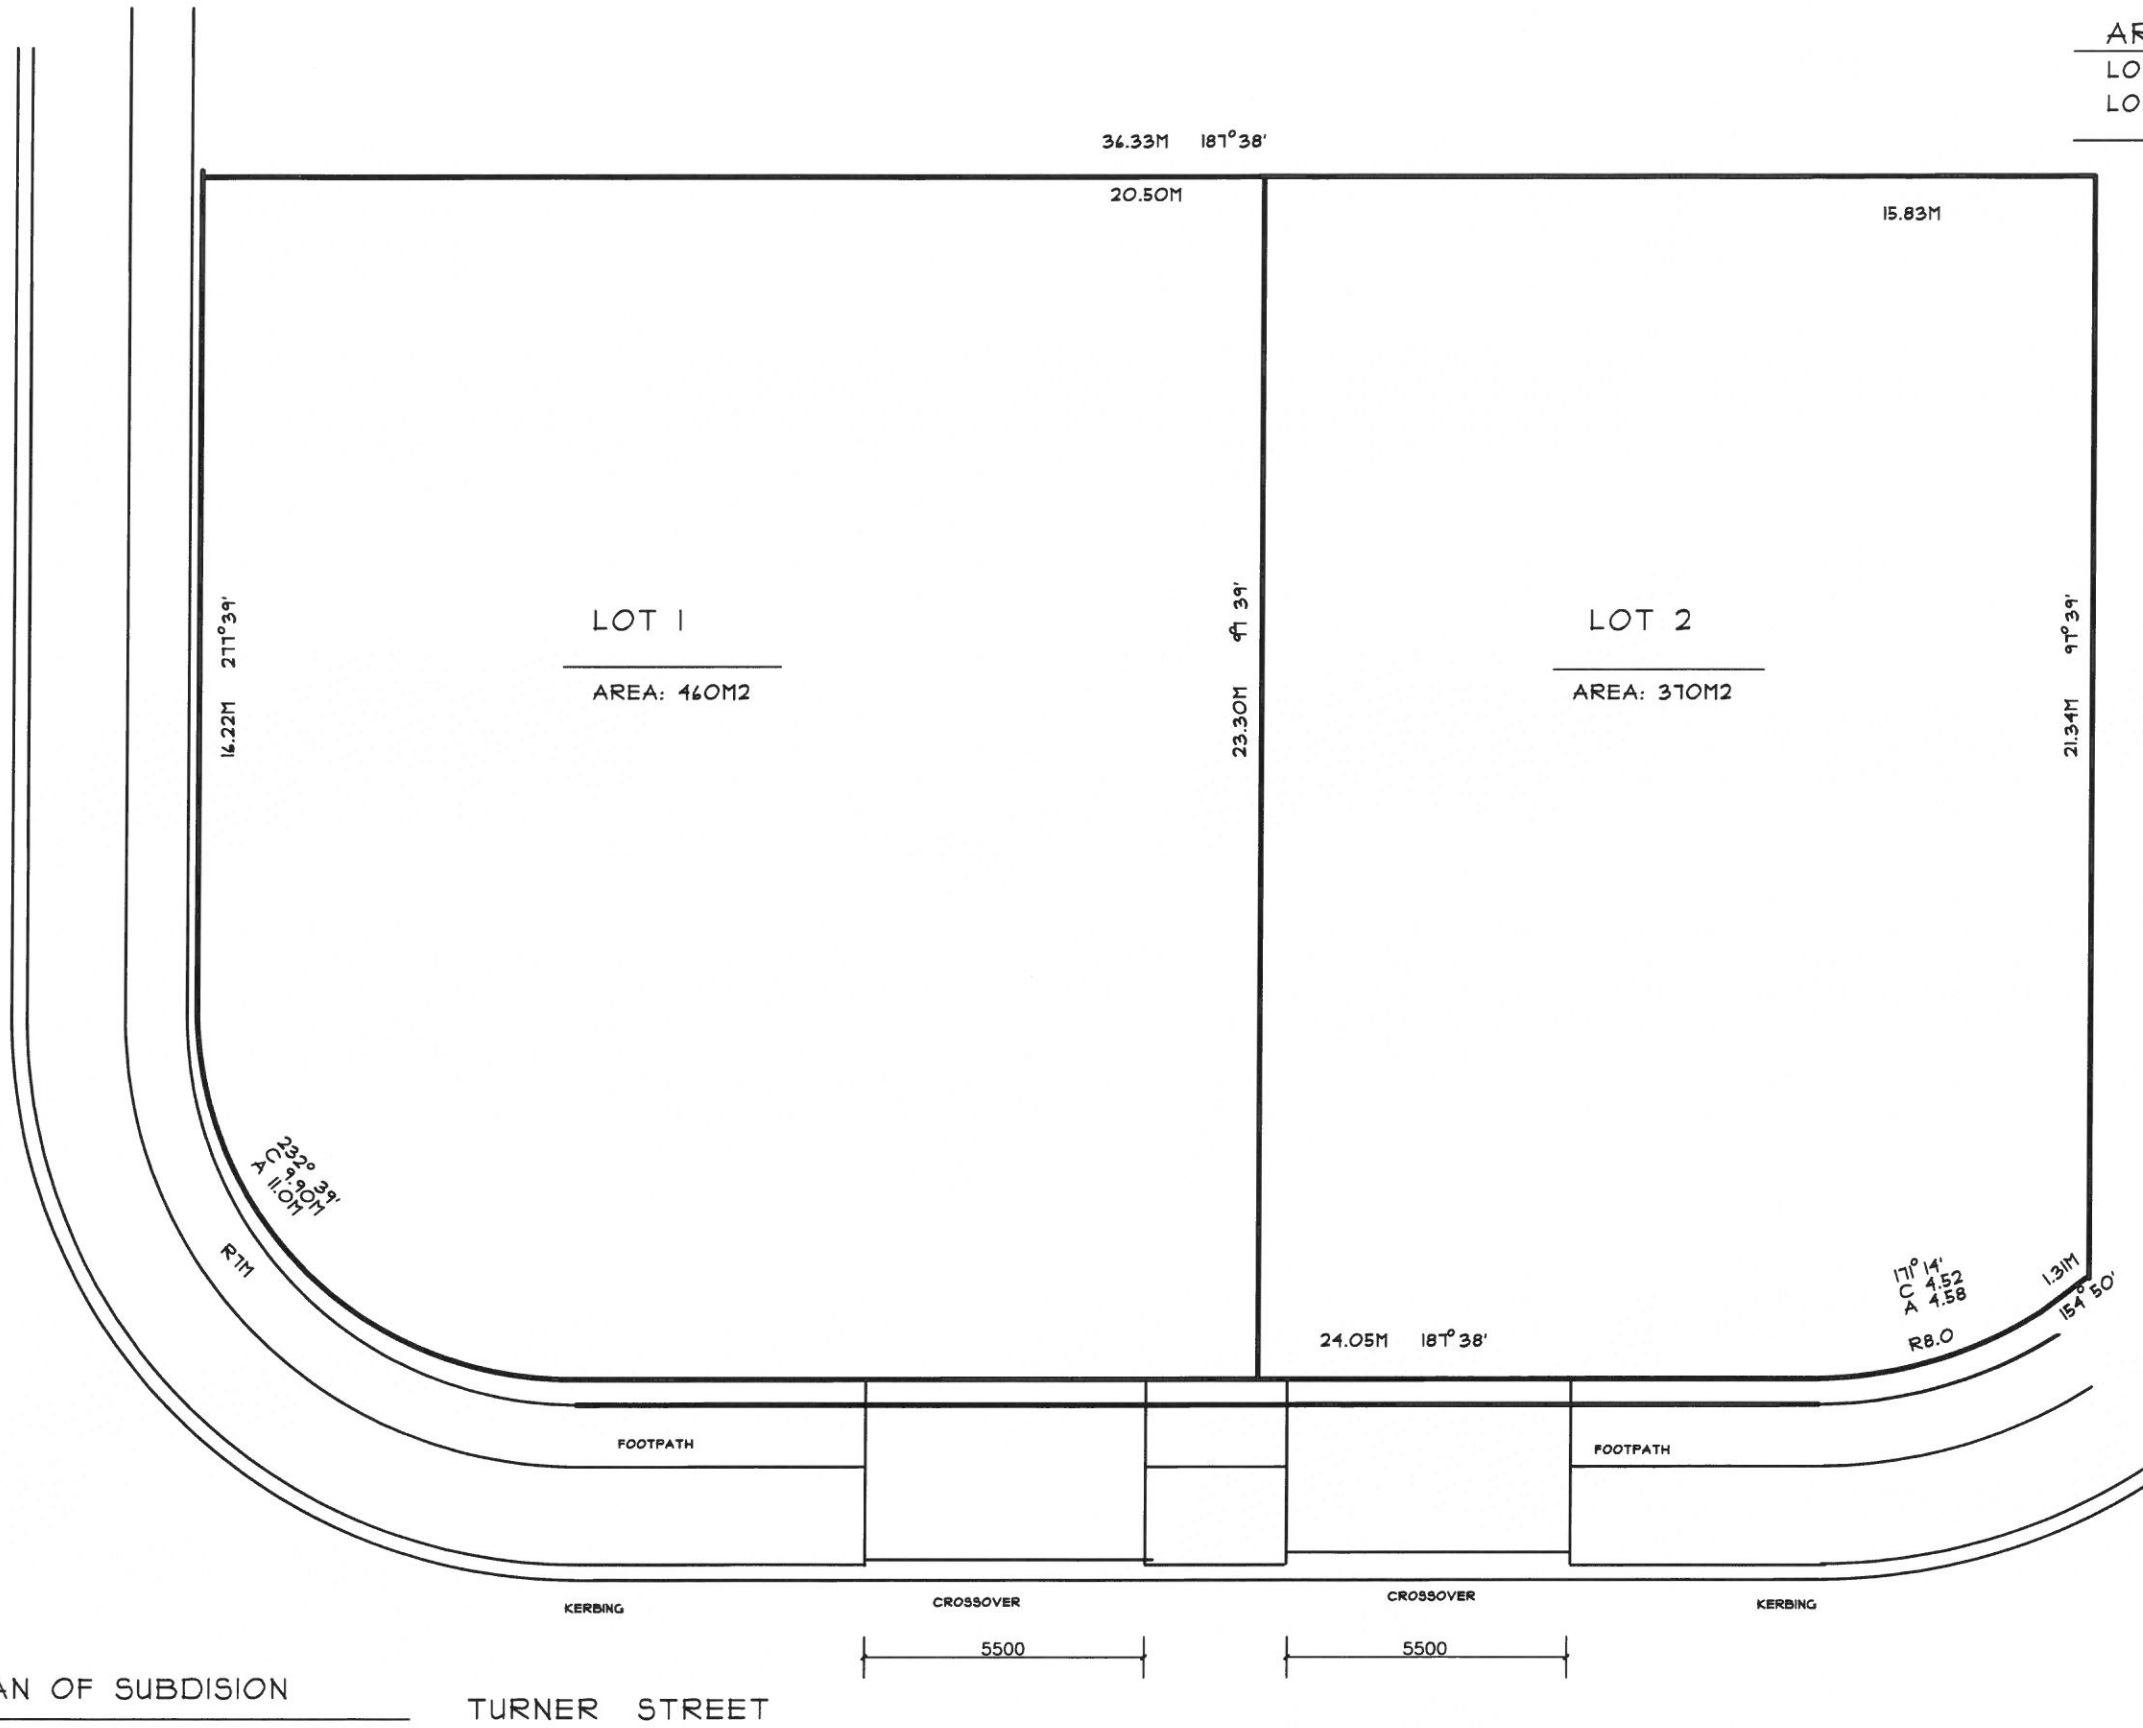 AR
LO
LO
36.33M 187°38'
20.50M
15.83M
16.22M 277°39'
LOT 1
AREA: 460M2
23.30M 97 39'
LOT 2
AREA: 370M2
21.34M 97°39'
232° 39'
C 9.90M
A 11.0M
R7M
171° 14'
C 4.52
A 4.58
R8.0
1.31M
154° 50'
24.05M 187°38'
FOOTPATH
FOOTPATH
KERBING
CROSSOVER
CROSSOVER
KERBING
5500
5500
AN OF SUBDISION
TURNER STREET